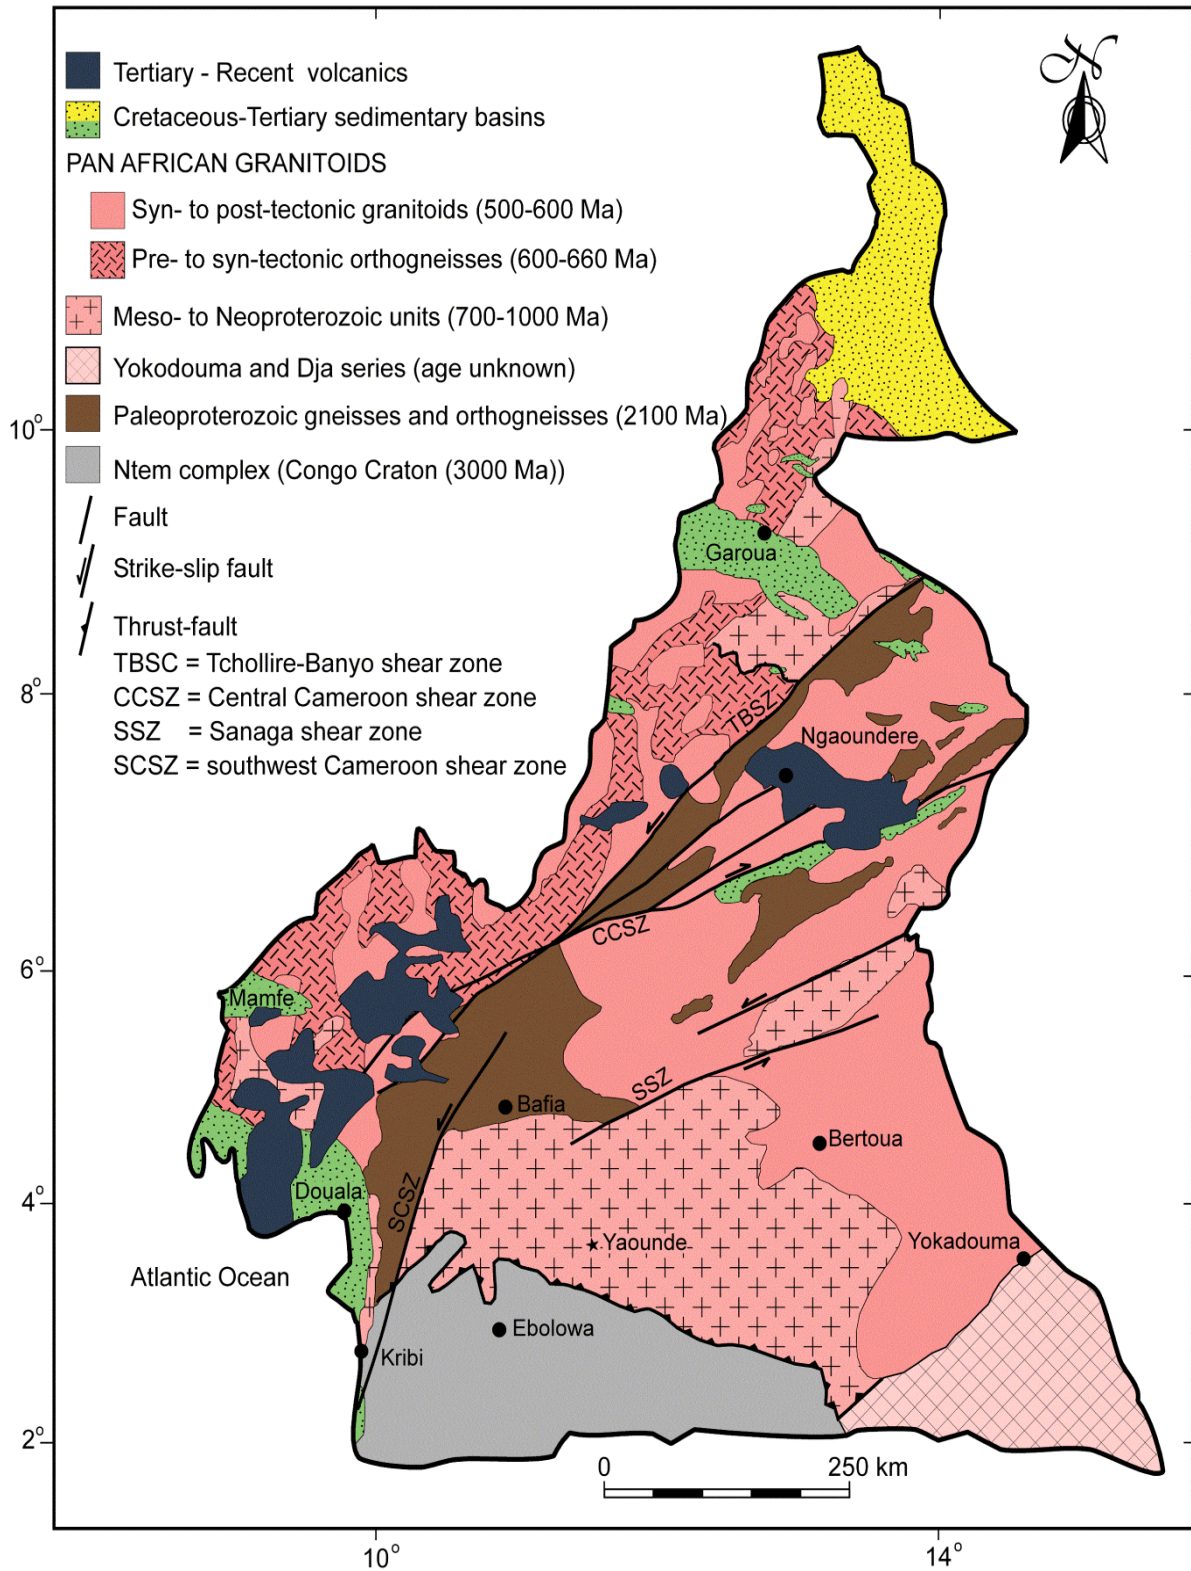 N
Tertiary - Recent volcanics
Cretaceous-Tertiary sedimentary basins
PAN AFRICAN GRANITOIDS
Syn- to post-tectonic granitoids (500-600 Ma)
Pre- to syn-tectonic orthogneisses (600-660 Ma)
Meso- to Neoproterozoic units (700-1000 Ma)
Yokodouma and Dja series (age unknown)
Paleoproterozoic gneisses and orthogneisses (2100 Ma)
Ntem complex (Congo Craton (3000 Ma))
Fault
Strike-slip fault
Thrust-fault
TBSC = Tchollire-Banyo shear zone
CCSZ = Central Cameroon shear zone
SSZ = Sanaga shear zone
SCSZ = southwest Cameroon shear zone
10°
8°
6°
4°
2°
Garoua
TBSZ
Ngaoundere
CCSZ
Mamfe
SSZ
Bafia
Bertoua
Douala
SCSZ
Yaounde
Yokadouma
Atlantic Ocean
Ebolowa
Kribi
0 250 km
10° 14°